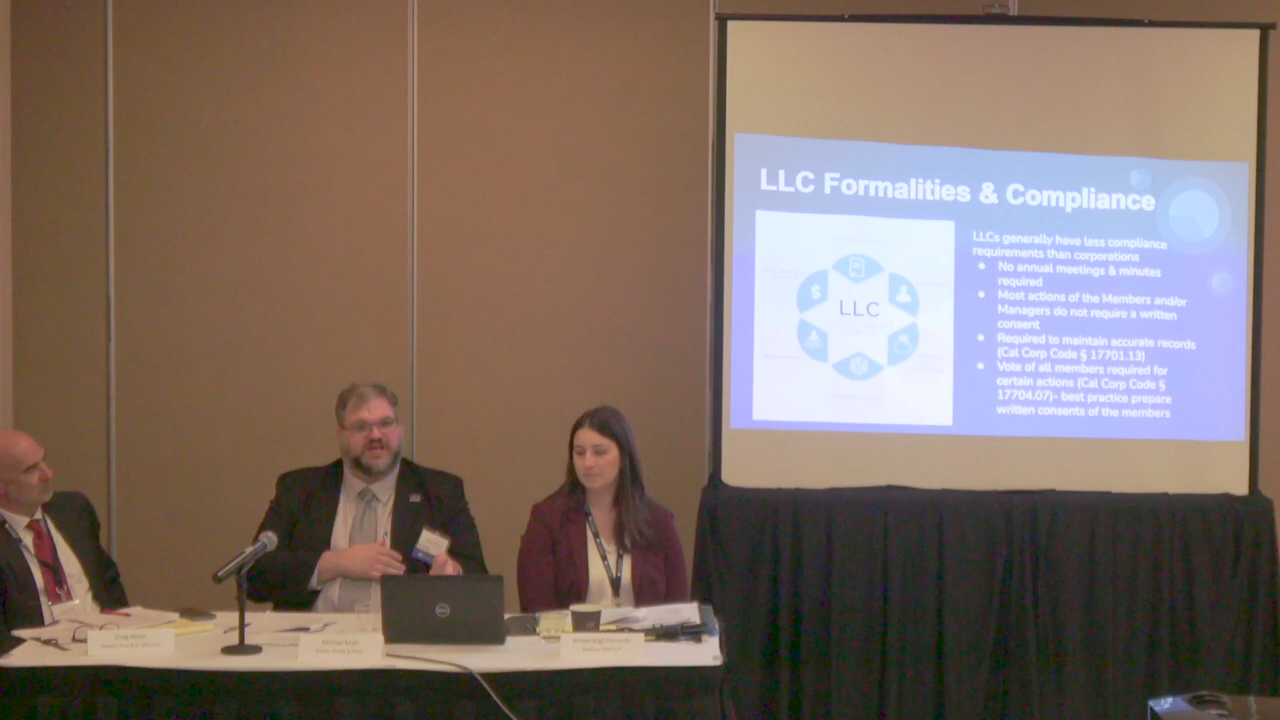 LLC Formalities & Compliance
LLC
LLCs generally have less compliance
requirements than corporations
● No annual meetings & minutes
required
● Most actions of the Members and/or
Managers do not require a written
consent
● Required to maintain accurate records
(Cal Corp Code § 17701.13)
● Vote of all members required for
certain actions (Cal Corp Code §
17704.07)- best practice prepare
written consents of the members
DELL
Craig
Michael